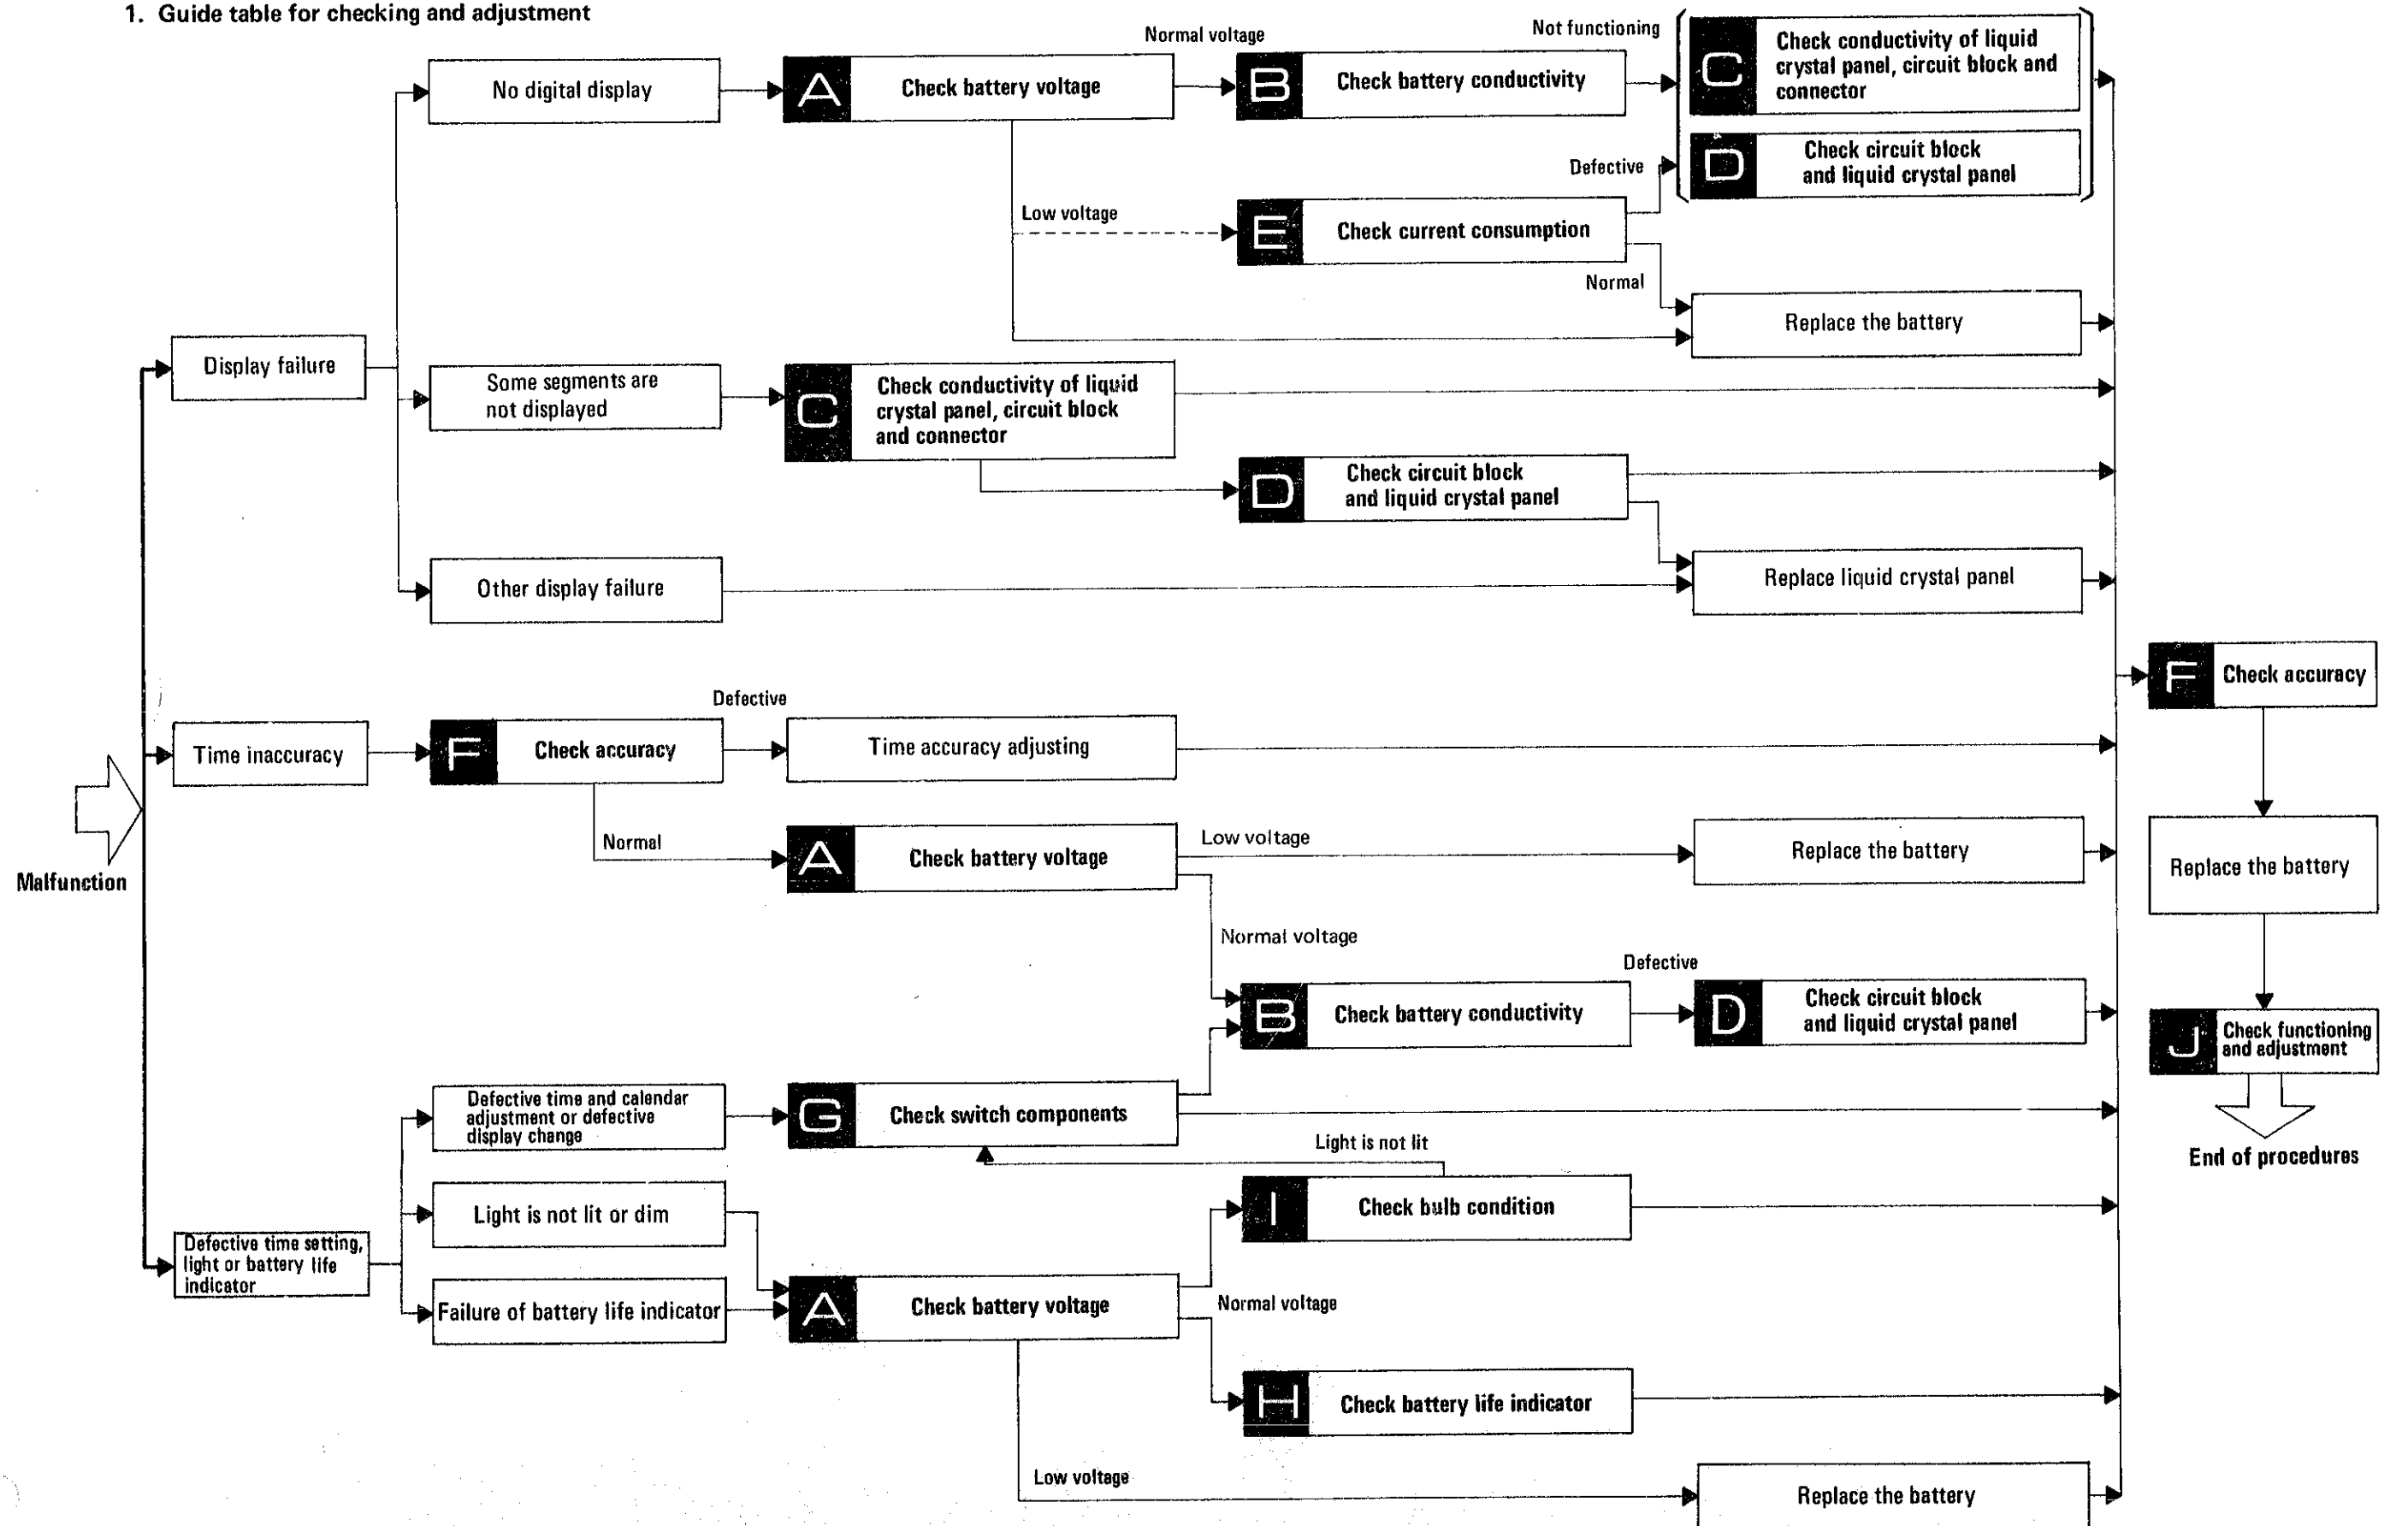 1. Guide table for checking and adjustment
Normal voltage
Not functioning
No digital display
A
Check battery voltage
B
Check battery conductivity
C
Check conductivity of liquid
crystal panel, circuit block and
connector
Defective
D
Check circuit block
and liquid crystal panel
Low voltage
E
Check current consumption
Normal
Replace the battery
Display failure
Some segments are
not displayed
C
Check conductivity of liquid
crystal panel, circuit block
and connector
D
Check circuit block
and liquid crystal panel
Other display failure
Replace liquid crystal panel
F
Check accuracy
Defective
Time inaccuracy
F
Check accuracy
Time accuracy adjusting
Normal
A
Check battery voltage
Low voltage
Replace the battery
Replace the battery
Malfunction
Normal voltage
Defective
B
Check battery conductivity
D
Check circuit block
and liquid crystal panel
J
Check functioning
and adjustment
Defective time and calendar
adjustment or defective
display change
G
Check switch components
Light is not lit
End of procedures
Light is not lit or dim
I
Check bulb condition
Defective time setting,
light or battery life
indicator
Failure of battery life indicator
A
Check battery voltage
Normal voltage
H
Check battery life indicator
Low voltage
Replace the battery